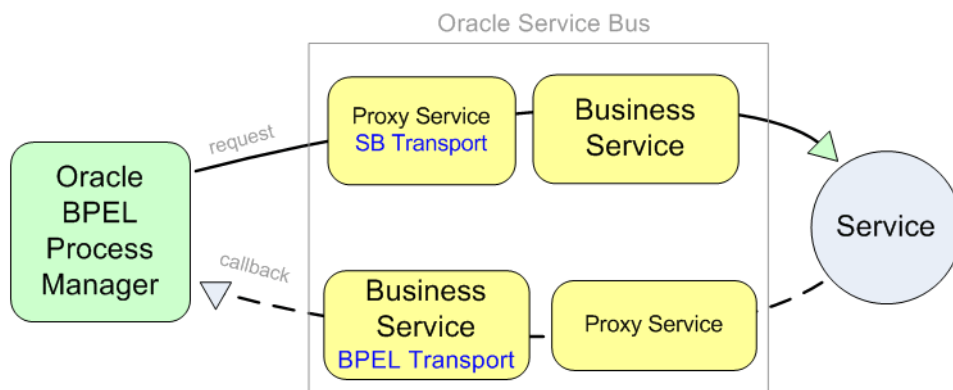 Oracle Service Bus
request
Proxy Service
SB Transport
Business
Service
Oracle
BPEL
Process
Manager
Service
callback
Business
Service
BPEL Transport
Proxy Service